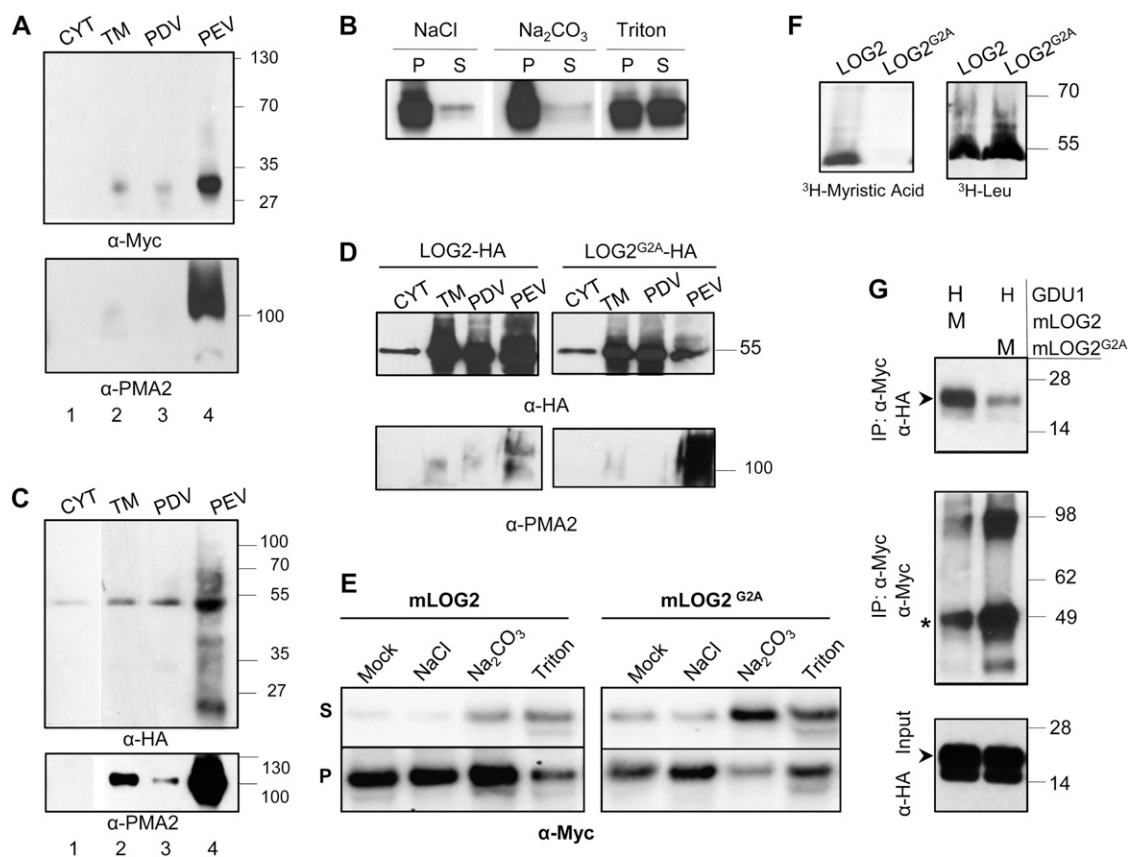 A
CYT TM PDV PEV
130
70
35
27
α-Myc
100
α-PMA2
1 2 3 4
B
NaCl Na₂CO₃ Triton
P S P S P S
C
CYT TM PDV PEV
100
70
55
35
27
α-HA
130
100
α-PMA2
1 2 3 4
D
LOG2-HA LOG2ᴳ²ᴬ-HA
CYT TM PDV PEV CYT TM PDV PEV
55
α-HA
100
α-PMA2
E
mLOG2 mLOG2 ᴳ²ᴬ
Mock NaCl Na₂CO₃ Triton Mock NaCl Na₂CO₃ Triton
S
P
α-Myc
F
LOG2 LOG2ᴳ²ᴬ LOG2 LOG2ᴳ²ᴬ
70
55
³H-Myristic Acid ³H-Leu
G
H H GDU1
M mLOG2
M mLOG2ᴳ²ᴬ
IP: α-Myc
α-HA
28
14
IP: α-Myc
α-Myc
98
62
49
*
Input
α-HA
28
14